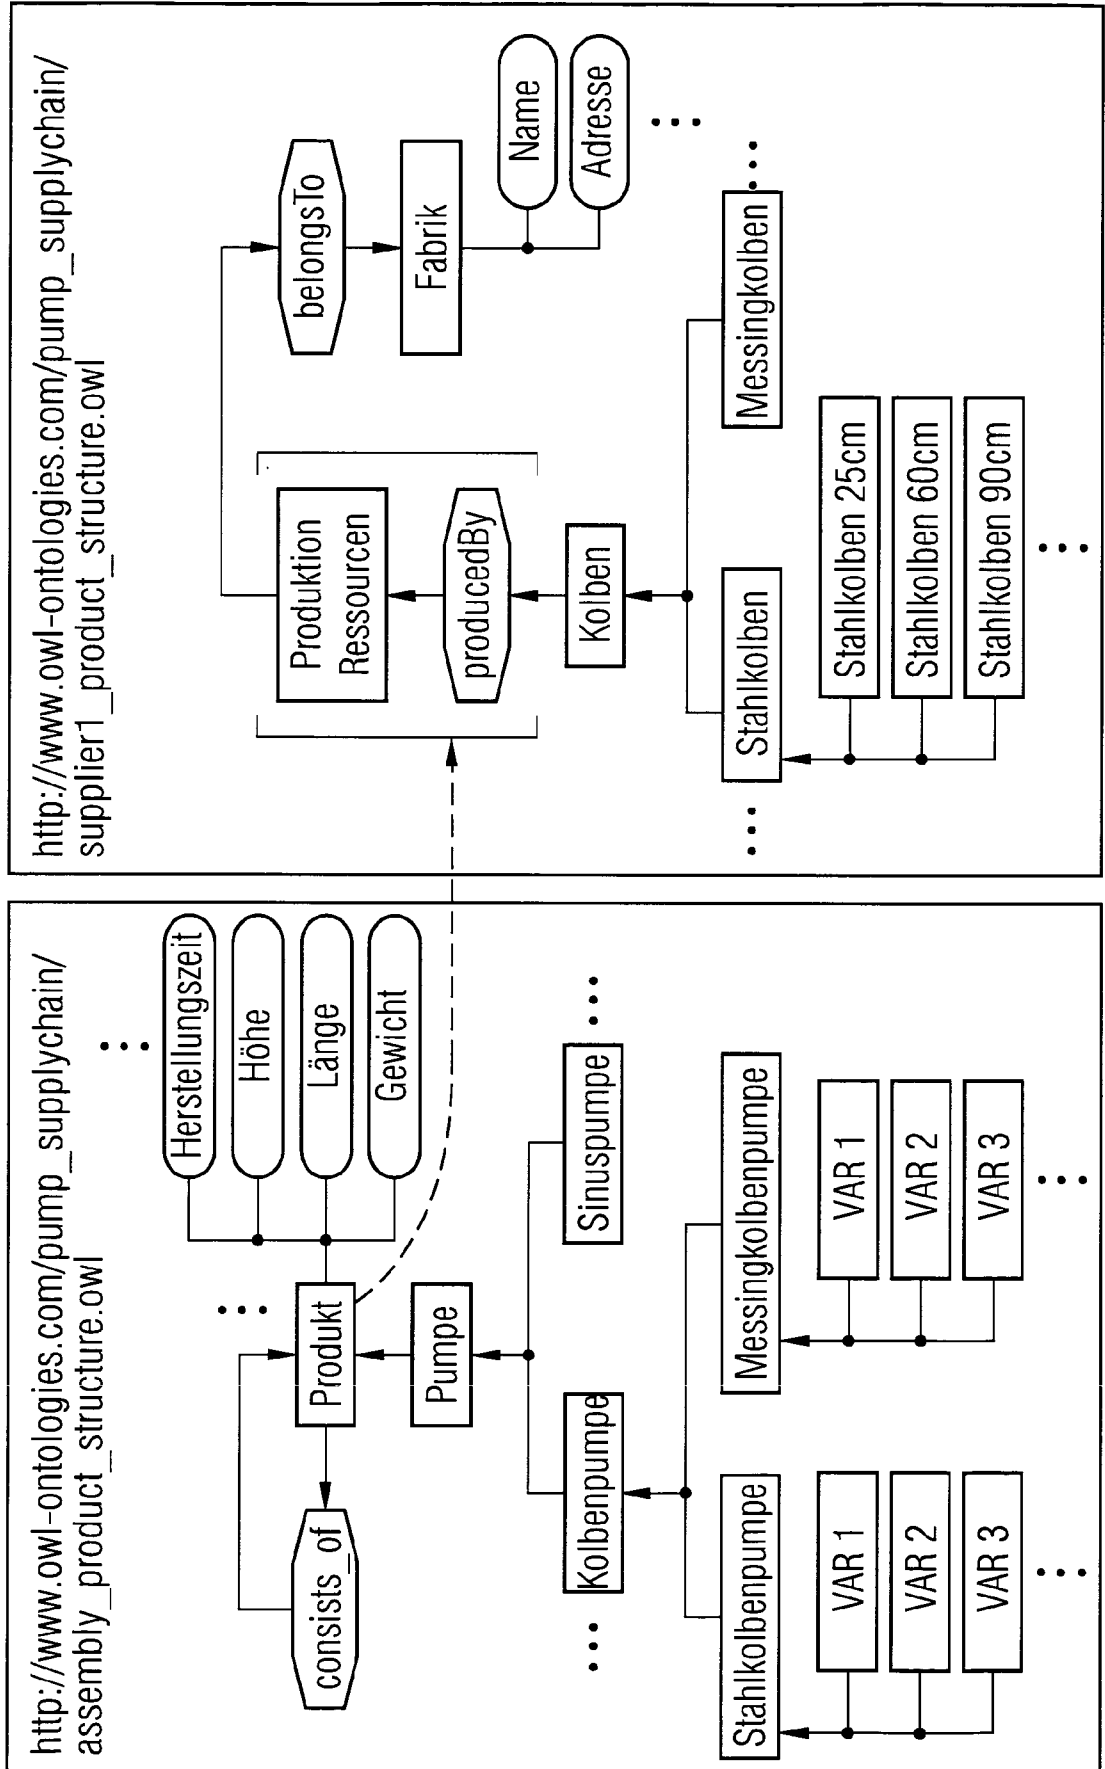 http://www.owl-ontologies.com/pump_supplychain/
assembly_product_structure.owl
Herstellungszeit
Höhe
Länge
Gewicht
consists_of
Produkt
Pumpe
Kolbenpumpe
Sinuspumpe
Stahlkolbenpumpe
Messingkolbenpumpe
VAR 1
VAR 2
VAR 3
VAR 1
VAR 2
VAR 3
http://www.owl-ontologies.com/pump_supplychain/
supplier1_product_structure.owl
Produktion
Ressourcen
belongsTo
producedBy
Fabrik
Name
Adresse
Kolben
Stahlkolben
Messingkolben
Stahlkolben 25cm
Stahlkolben 60cm
Stahlkolben 90cm